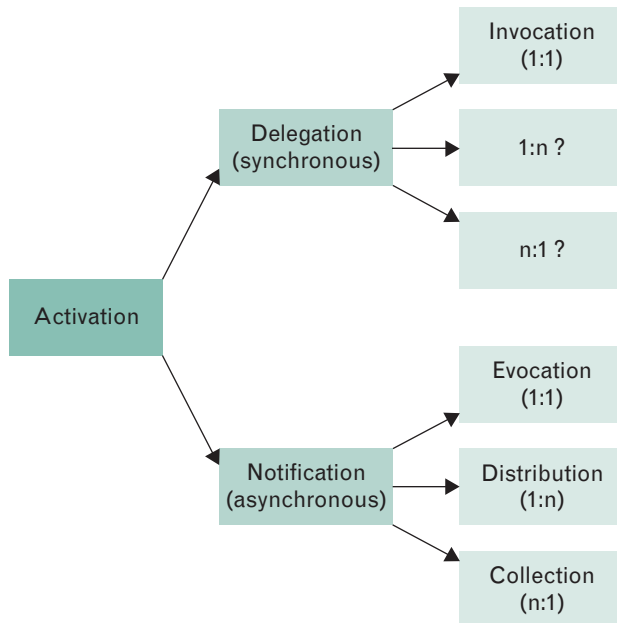 Invocation
(1:1)
Delegation
(synchronous)
1:n ?
n:1 ?
Activation
Evocation
(1:1)
Notification
(asynchronous)
Distribution
(1:n)
Collection
(n:1)